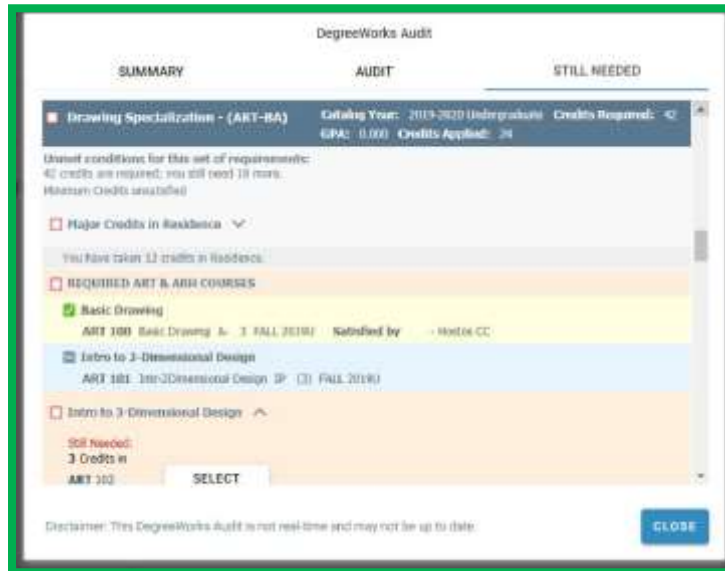 DegreeWorks Audit
SUMMARY AUDIT STILL NEEDED
Drawing Specialization - (ART-BA) Catalog Year: 2019-2020 Undergraduate Credits Required: 42
GPA: 0.000 Credits Applied: 24
Unmet conditions for this set of requirements:
42 credits are required; you still need 18 more.
Minimum Credits unsatisfied
Major Credits in Residence
You have taken 12 credits in Residence.
REQUIRED ART & ARH COURSES
Basic Drawing
ART 100 Basic Drawng A- 3 FALL 2019U Satisfied by - Hostos CC
Intro to 2-Dimensional Design
ART 101 Intr-2Dimensional Design IP (3) FALL 2019U
Intro to 3-Dimensional Design
Still Needed:
3 Credits in
ART 102 SELECT
Disclaimer: This DegreeWorks Audit is not real-time and may not be up to date.
CLOSE